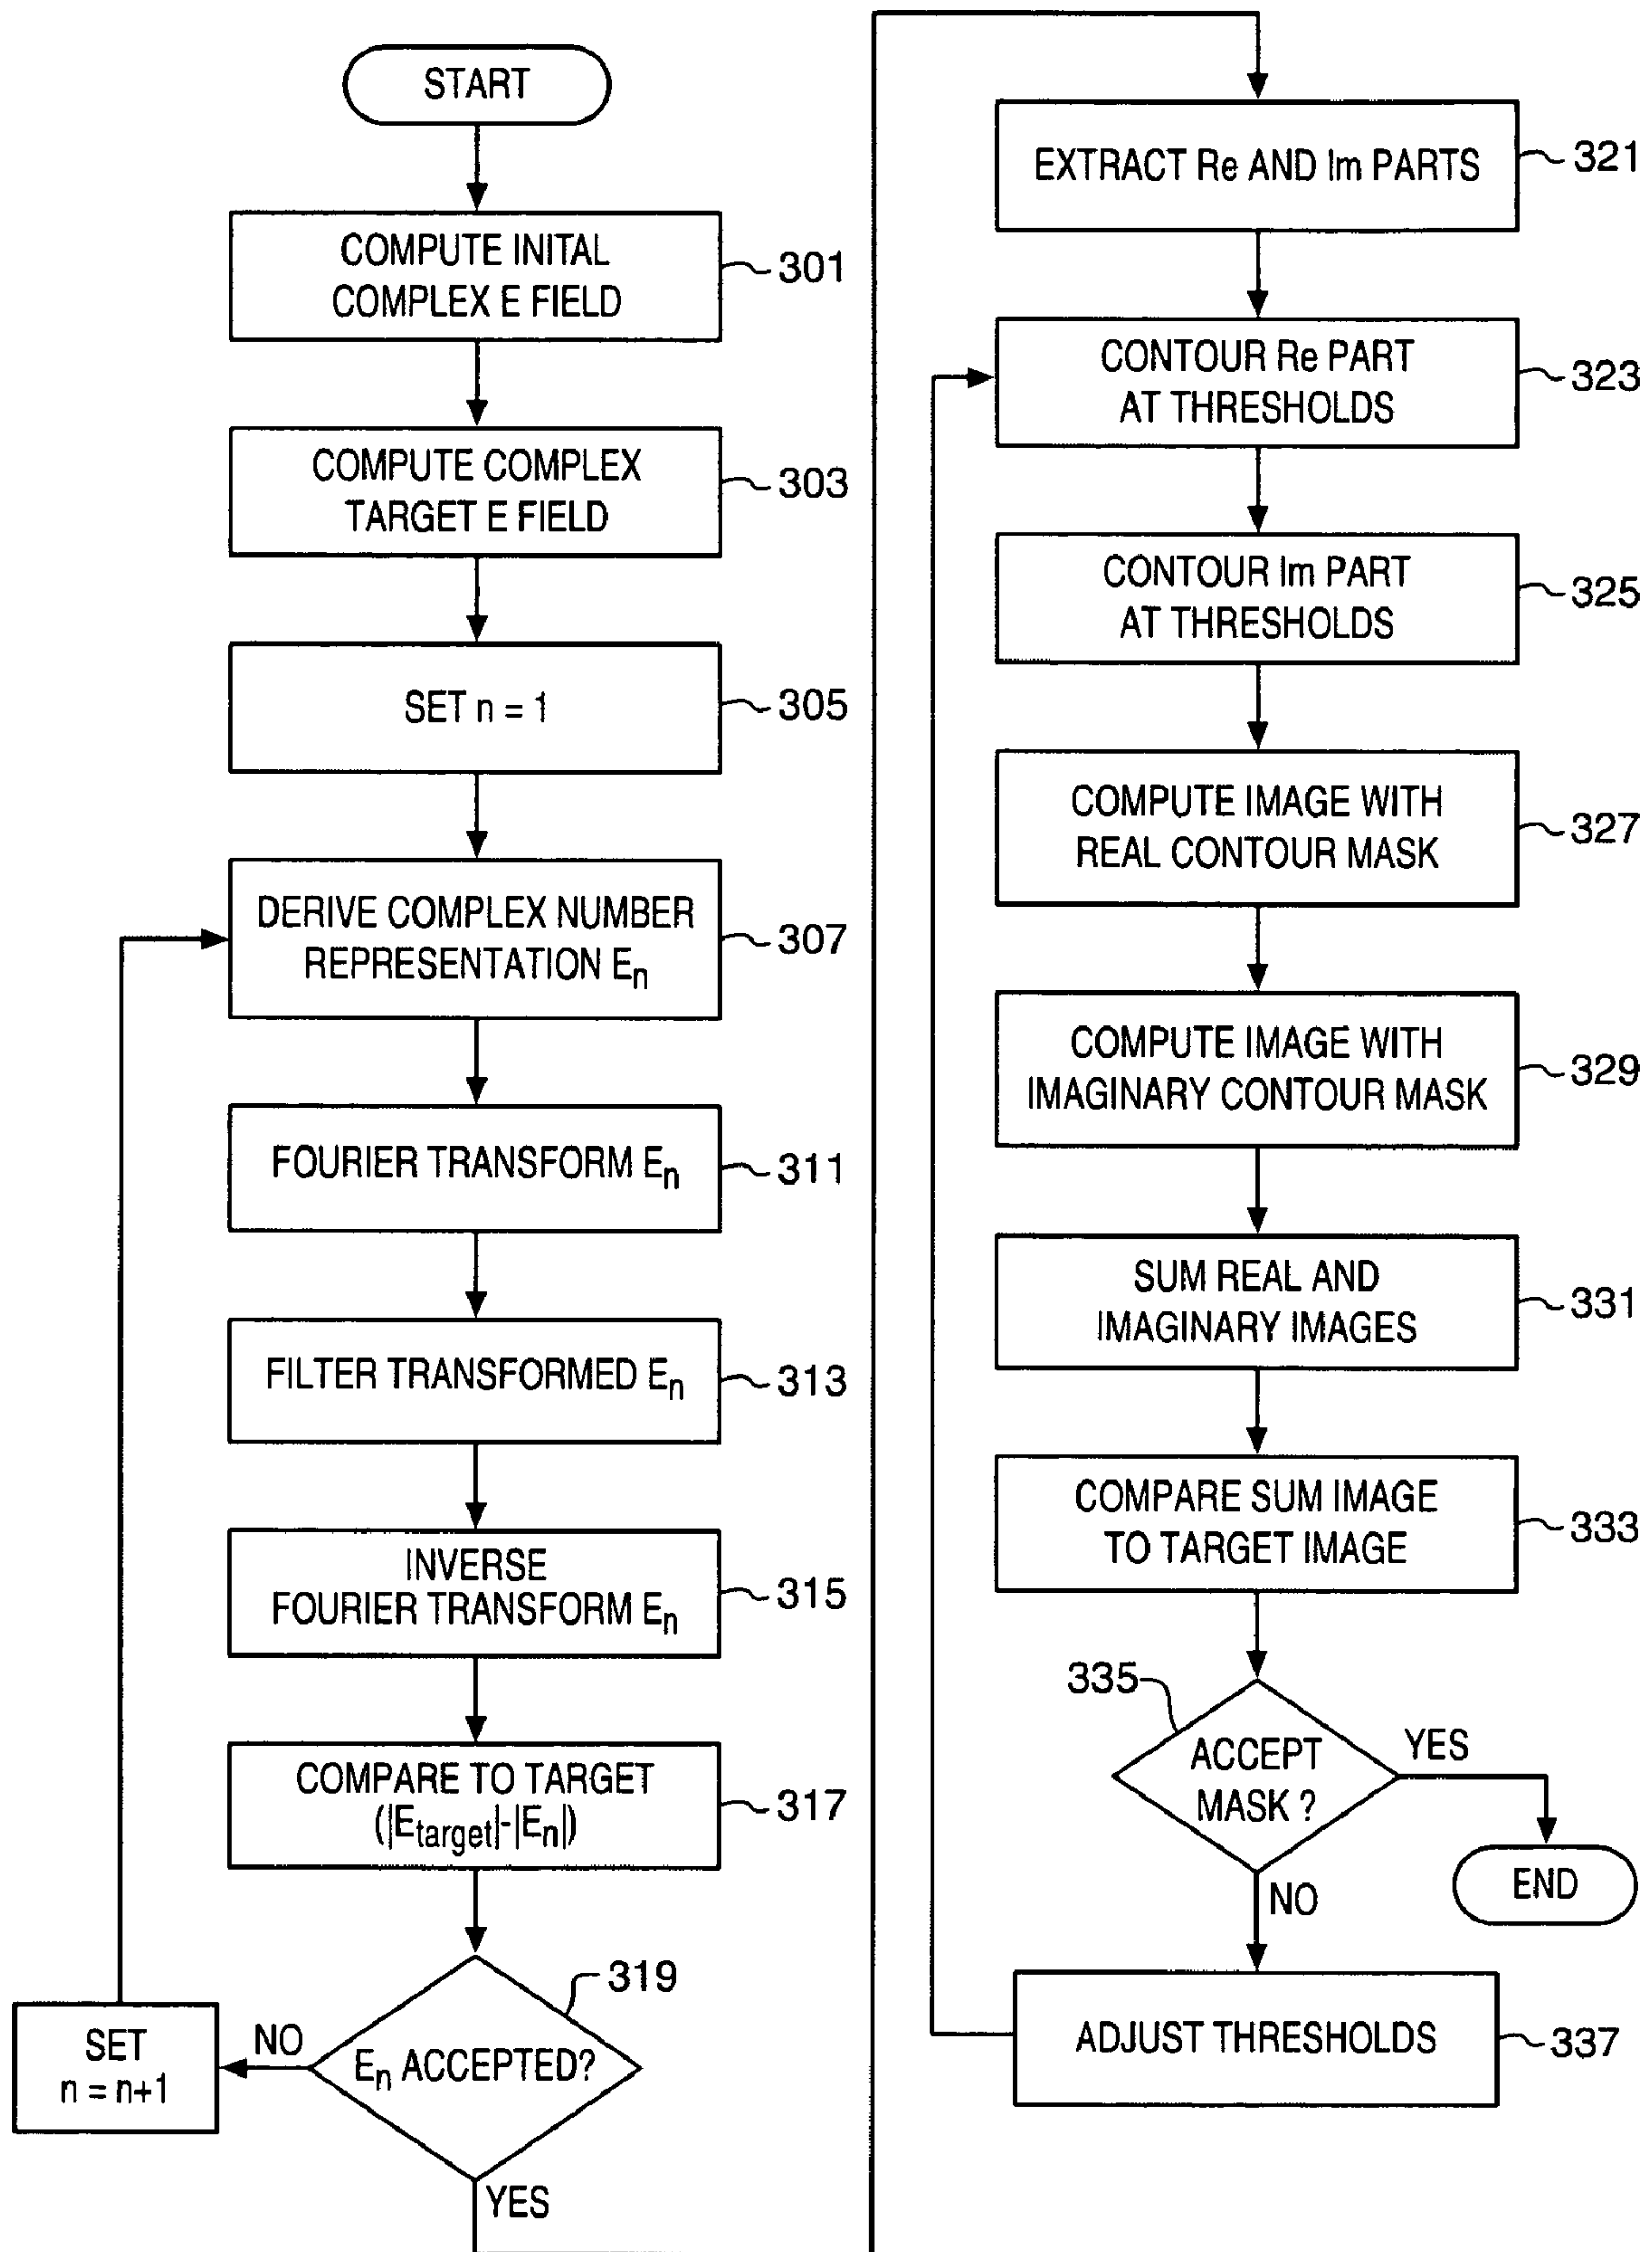 START
COMPUTE INITAL
COMPLEX E FIELD
301
COMPUTE COMPLEX
TARGET E FIELD
303
SET n = 1
305
DERIVE COMPLEX NUMBER
REPRESENTATION En
307
FOURIER TRANSFORM En
311
FILTER TRANSFORMED En
313
INVERSE
FOURIER TRANSFORM En
315
COMPARE TO TARGET
(|Etarget|-|En|)
317
319
En ACCEPTED?
NO
SET
n = n+1
YES
EXTRACT Re AND Im PARTS
321
CONTOUR Re PART
AT THRESHOLDS
323
CONTOUR Im PART
AT THRESHOLDS
325
COMPUTE IMAGE WITH
REAL CONTOUR MASK
327
COMPUTE IMAGE WITH
IMAGINARY CONTOUR MASK
329
SUM REAL AND
IMAGINARY IMAGES
331
COMPARE SUM IMAGE
TO TARGET IMAGE
333
335
ACCEPT
MASK ?
YES
END
NO
ADJUST THRESHOLDS
337